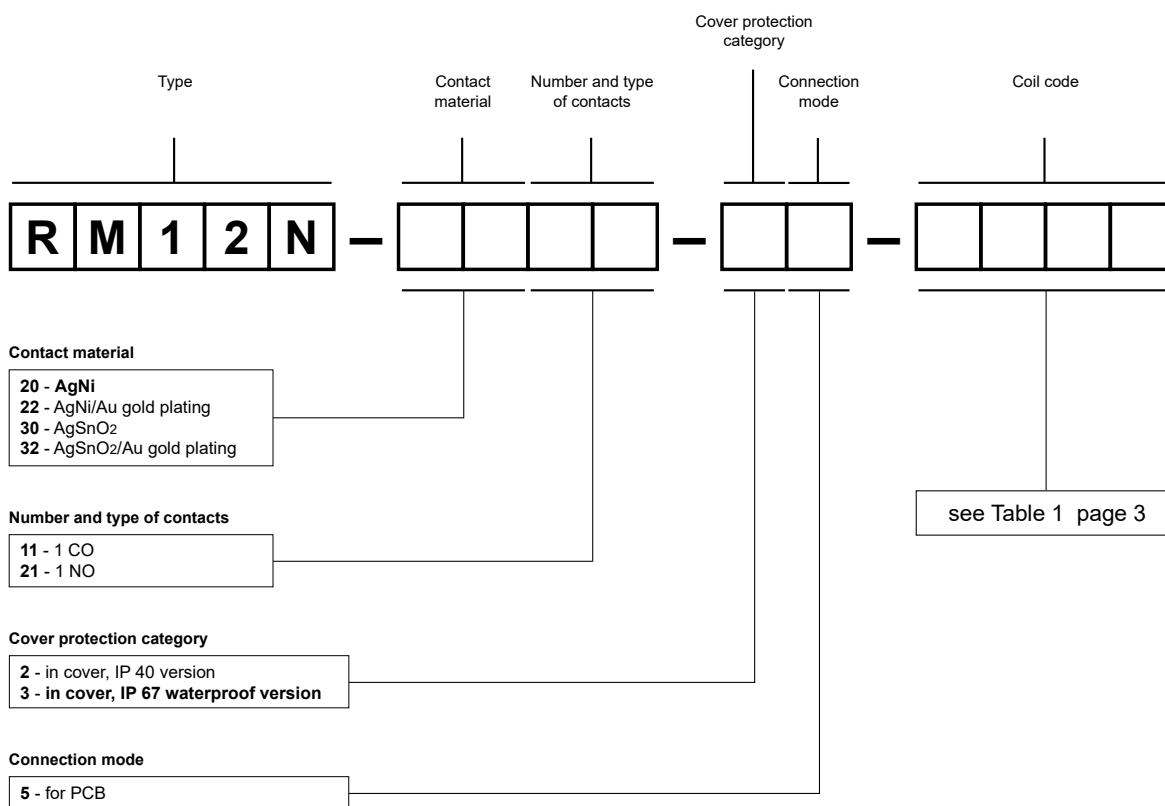 Cover protection
category
Type
Contact
material
Number and type
of contacts
Connection
mode
Coil code
RM12N – –  –
Contact material
20 - AgNi
22 - AgNi/Au gold plating
30 - AgSnO2
32 - AgSnO2/Au gold plating
Number and type of contacts
11 - 1 CO
21 - 1 NO
see Table 1 page 3
Cover protection category
2 - in cover, IP 40 version
3 - in cover, IP 67 waterproof version
Connection mode
5 - for PCB